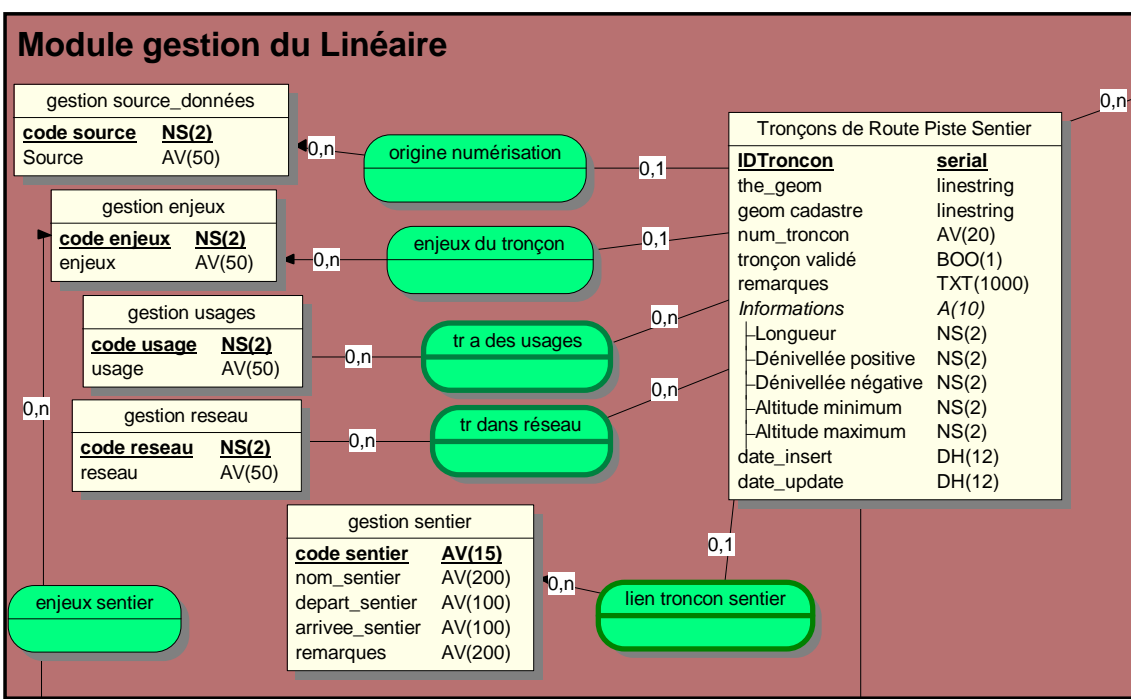 Module gestion du Linéaire
gestion source_données
code source NS(2)
Source AV(50)
0,n
origine numérisation
0,1
gestion enjeux
code enjeux NS(2)
enjeux AV(50)
0,n
enjeux du tronçon
0,1
gestion usages
code usage NS(2)
usage AV(50)
0,n
tr a des usages
0,n
gestion reseau
code reseau NS(2)
reseau AV(50)
0,n
tr dans réseau
0,n
0,n
Tronçons de Route Piste Sentier
IDTroncon serial
the_geom linestring
geom cadastre linestring
num_troncon AV(20)
tronçon validé BOO(1)
remarques TXT(1000)
Informations A(10)
Longueur NS(2)
Dénivellée positive NS(2)
Dénivellée négative NS(2)
Altitude minimum NS(2)
Altitude maximum NS(2)
date_insert DH(12)
date_update DH(12)
0,n
gestion sentier
code sentier AV(15)
nom_sentier AV(200)
depart_sentier AV(100)
arrivee_sentier AV(100)
remarques AV(200)
0,n
lien troncon sentier
0,1
enjeux sentier